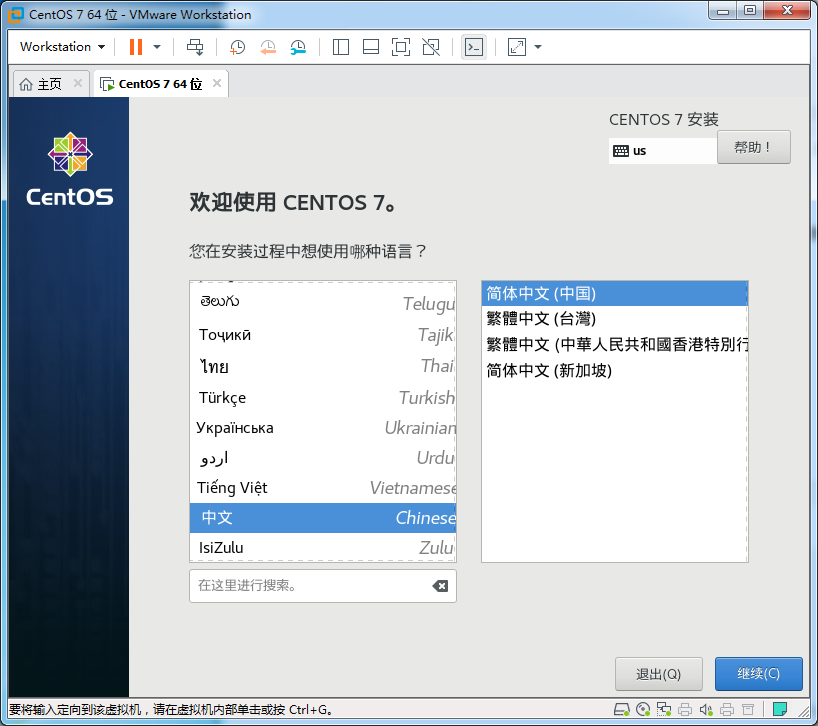 CentOS 7 64 位 - VMware Workstation
Workstation
主页
CentOS 7 64 位
CentOS
CENTOS 7 安装
us
帮助！
欢迎使用 CENTOS 7。
您在安装过程中想使用哪种语言？
తెలుగు Telugu
Тоҷикӣ Tajik
ไทย Thai
Türkçe Turkish
Українська Ukrainian
اردو Urdu
Tiếng Việt Vietnamese
中文 Chinese
IsiZulu Zulu
简体中文 (中国)
繁體中文 (台灣)
繁體中文 (中華人民共和國香港特別行
简体中文 (新加坡)
在这里进行搜索。
退出(Q)
继续(C)
要将输入定向到该虚拟机，请在虚拟机内部单击或按 Ctrl+G。